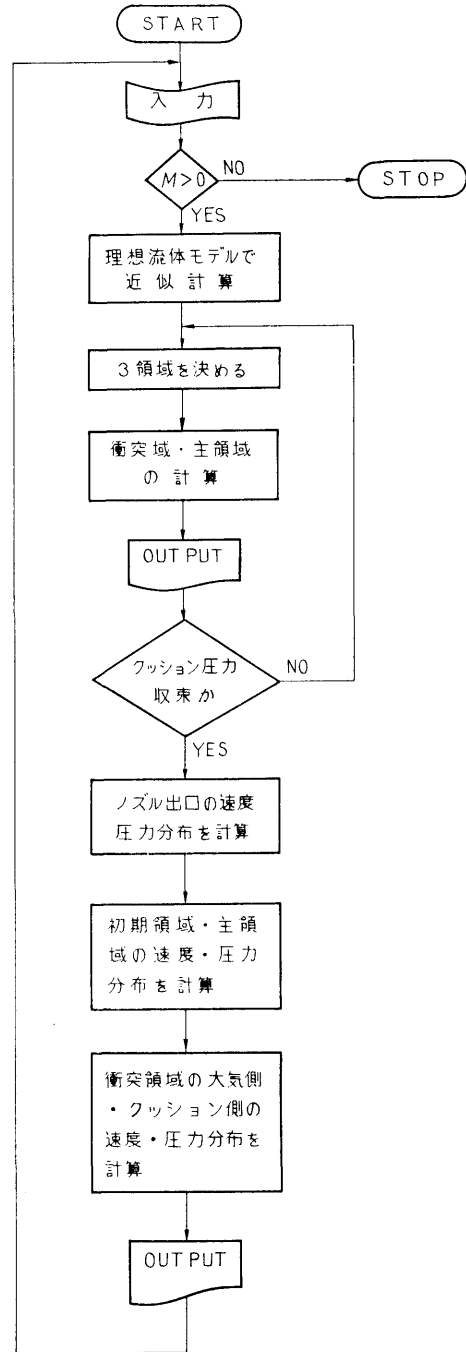 START
入力
M>0
NO
STOP
YES
理想流体モデルで
近似計算
3領域を決める
衝突域・主領域
の計算
OUTPUT
クッション圧力
収束か
NO
YES
ノズル出口の速度
圧力分布を計算
初期領域・主領
域の速度・圧力
分布を計算
衝突領域の大気側
・クッション側の
速度・圧力分布を
計算
OUTPUT